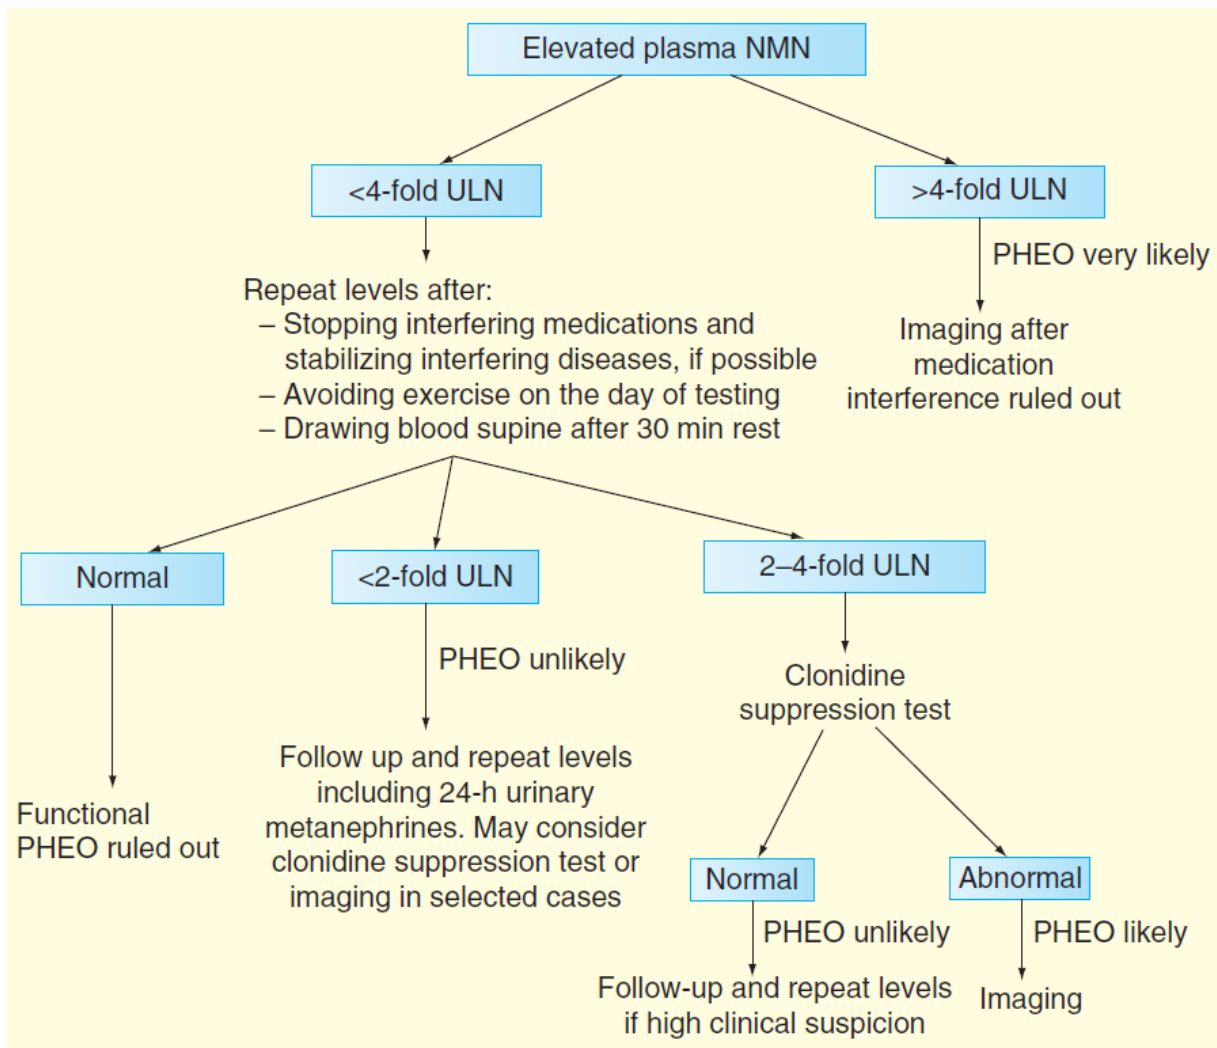 Elevated plasma NMN
<4-fold ULN
>4-fold ULN
PHEO very likely
Imaging after
medication
interference ruled out
Repeat levels after:
– Stopping interfering medications and
stabilizing interfering diseases, if possible
– Avoiding exercise on the day of testing
– Drawing blood supine after 30 min rest
Normal
<2-fold ULN
2–4-fold ULN
Functional
PHEO ruled out
PHEO unlikely
Follow up and repeat levels
including 24-h urinary
metanephrines. May consider
clonidine suppression test or
imaging in selected cases
Clonidine
suppression test
Normal
Abnormal
PHEO unlikely
PHEO likely
Follow-up and repeat levels
if high clinical suspicion
Imaging